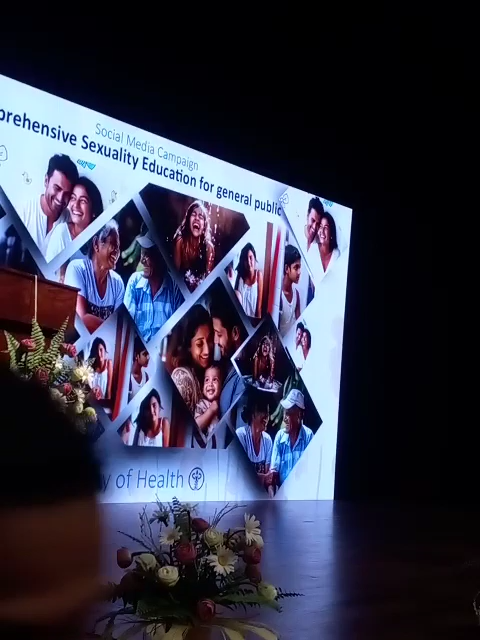 Social Media Campaign
prehensive Sexuality Education for general public
y of Health